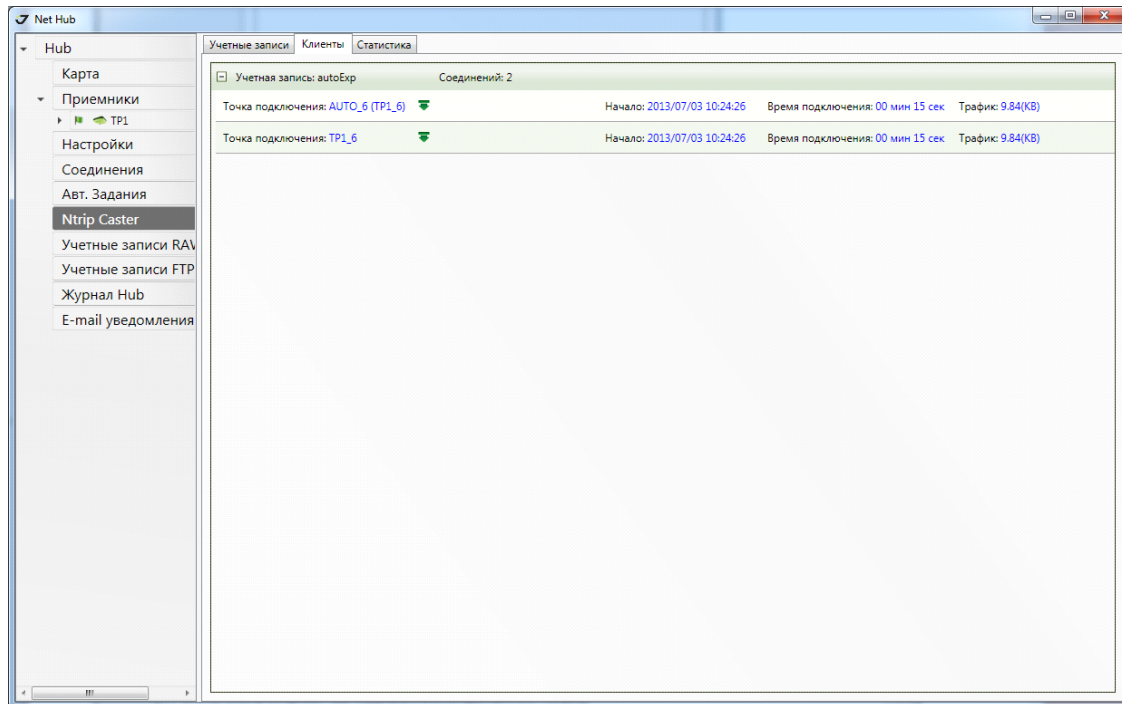 Net Hub
Hub
Карта
Приемники
TP1
Настройки
Соединения
Авт. Задания
Ntrip Caster
Учетные записи RAV
Учетные записи FTP
Журнал Hub
E-mail уведомления
Учетные записи Клиенты Статистика
Учетная запись: autoExp Соединений: 2
Точка подключения: AUTO_6 (TP1_6) Начало: 2013/07/03 10:24:26 Время подключения: 00 мин 15 сек Трафик: 9.84(KB)
Точка подключения: TP1_6 Начало: 2013/07/03 10:24:26 Время подключения: 00 мин 15 сек Трафик: 9.84(KB)